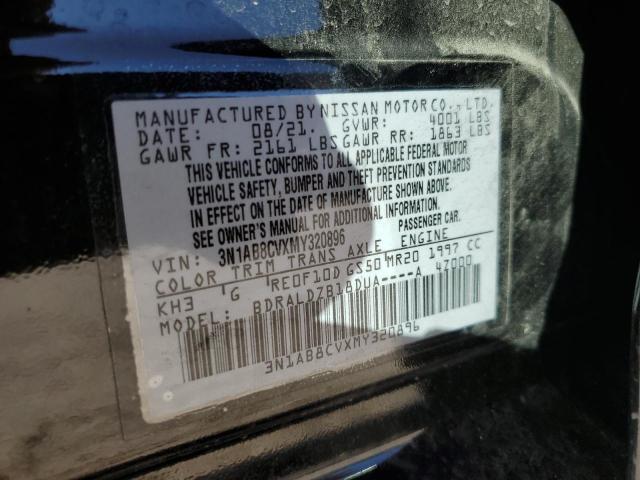 MANUFACTURED BY NISSAN MOTOR CO., LTD.
DATE: 08/21. GVWR: 4001 LBS
GAWR FR: 2161 LBS GAWR RR: 1863 LBS
THIS VEHICLE CONFORMS TO ALL APPLICABLE FEDERAL MOTOR
VEHICLE SAFETY, BUMPER AND THEFT PREVENTION STANDARDS
IN EFFECT ON THE DATE OF MANUFACTURE SHOWN ABOVE.
SEE OWNER'S MANUAL FOR ADDITIONAL INFORMATION.
VIN: 3N1AB8CVXMY320896 PASSENGER CAR.
COLOR TRIM TRANS AXLE ENGINE
KH3 'G RE0F10D GS50 MR20 1997 CC
MODEL: BDRALDZB18DUA----A 47000
3N1AB8CVXMY320896